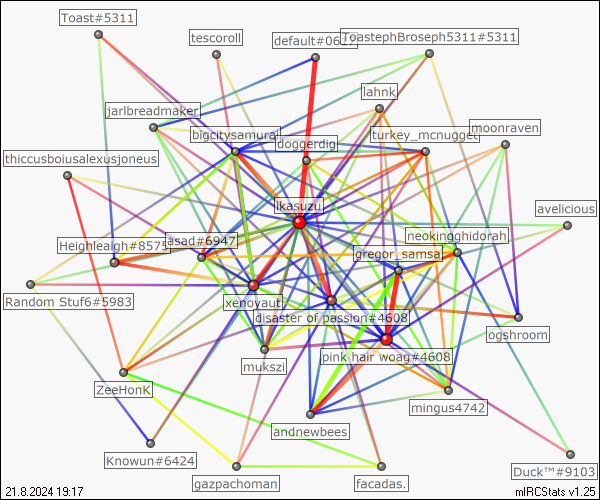 Toast#5311
tescoroll
default#0627
ToastephBroseph5311#5311
lahnk
jarlbreadmaker
bigcitysamurai
doggerdig
turkey_mcnugget
moonraven
thiccusboiusalexusjoneus
ikasuzu
avelicious
Heighleaigh#8575
asad#6947
neokingghidorah
gregor_samsa
Random Stuf6#5983
xenovaut
disaster of passion#4608
ogshroom
pink hair woag#4608
mukszi
ZeeHonK
mingus4742
andnewbees
Knowun#6424
gazpachoman
facadas.
Duck™#9103
21.8.2024 19:17
mIRCStats v1.25